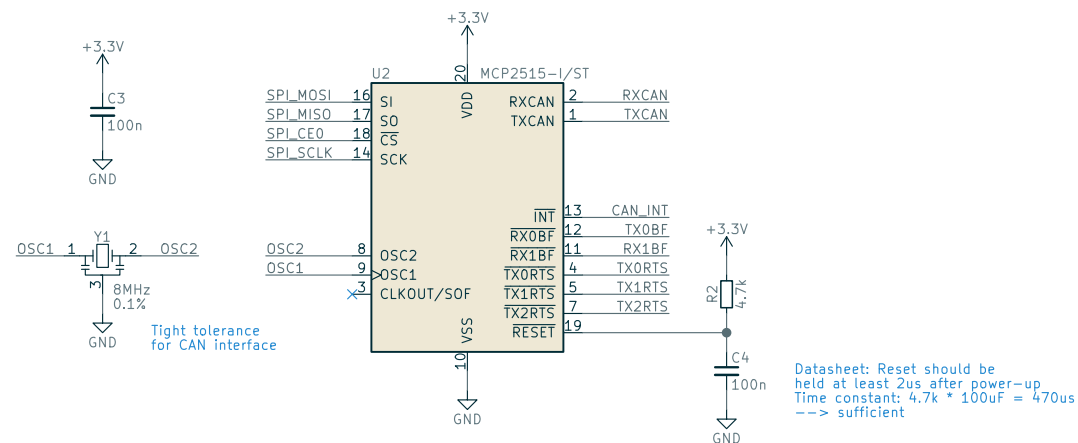 +3.3V
C3
100n
GND
OSC1
1
Y1
2
OSC2
3
8MHz
0.1%
GND
Tight tolerance
for CAN interface
+3.3V
U2
20
MCP2515-I/ST
VDD
SPI_MOSI 16 SI
SPI_MISO 17 SO
SPI_CE0 18 CS
SPI_SCLK 14 SCK
OSC2 8 OSC2
OSC1 9 OSC1
3 CLKOUT/SOF
RXCAN 2 RXCAN
TXCAN 1 TXCAN
INT 13 CAN_INT
RX0BF 12 TX0BF
RX1BF 11 RX1BF
TX0RTS 4 TX0RTS
TX1RTS 5 TX1RTS
TX2RTS 7 TX2RTS
RESET 19
VSS
10
GND
+3.3V
R2
4.7k
C4
100n
GND
Datasheet: Reset should be
held at least 2us after power-up
Time constant: 4.7k * 100uF = 470us
--> sufficient